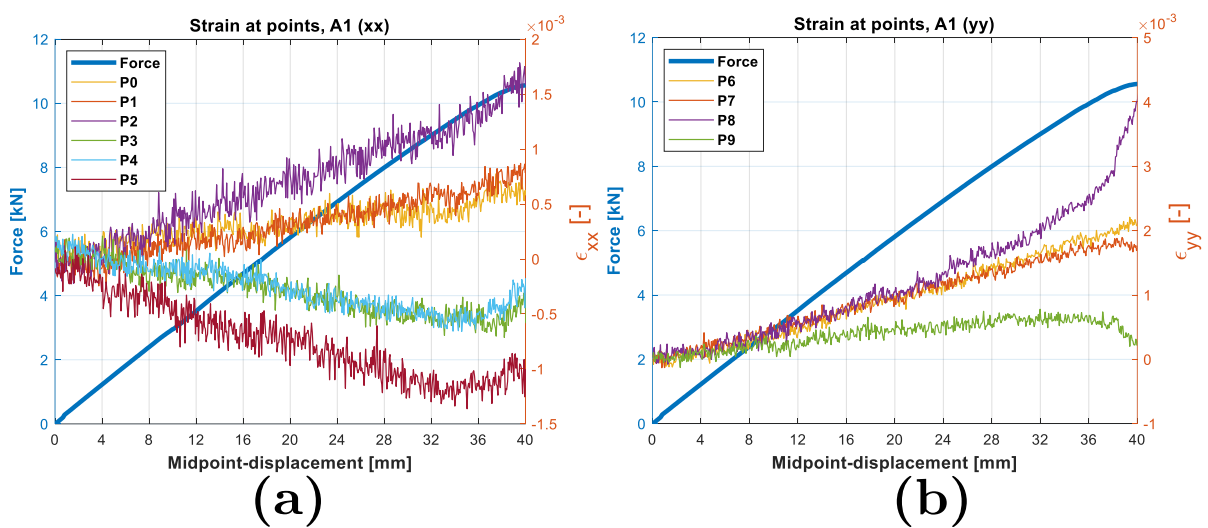 Strain at points, A1 (xx)
×10⁻³
12
10
8
6
4
2
0
Force [kN]
Force
P0
P1
P2
P3
P4
P5
2
1.5
1
0.5
0
-0.5
-1
-1.5
ϵxx [-]
0 4 8 12 16 20 24 28 32 36 40
Midpoint-displacement [mm]
(a)
Strain at points, A1 (yy)
×10⁻³
12
10
8
6
4
2
0
Force [kN]
Force
P6
P7
P8
P9
5
4
3
2
1
0
-1
ϵyy [-]
0 4 8 12 16 20 24 28 32 36 40
Midpoint-displacement [mm]
(b)